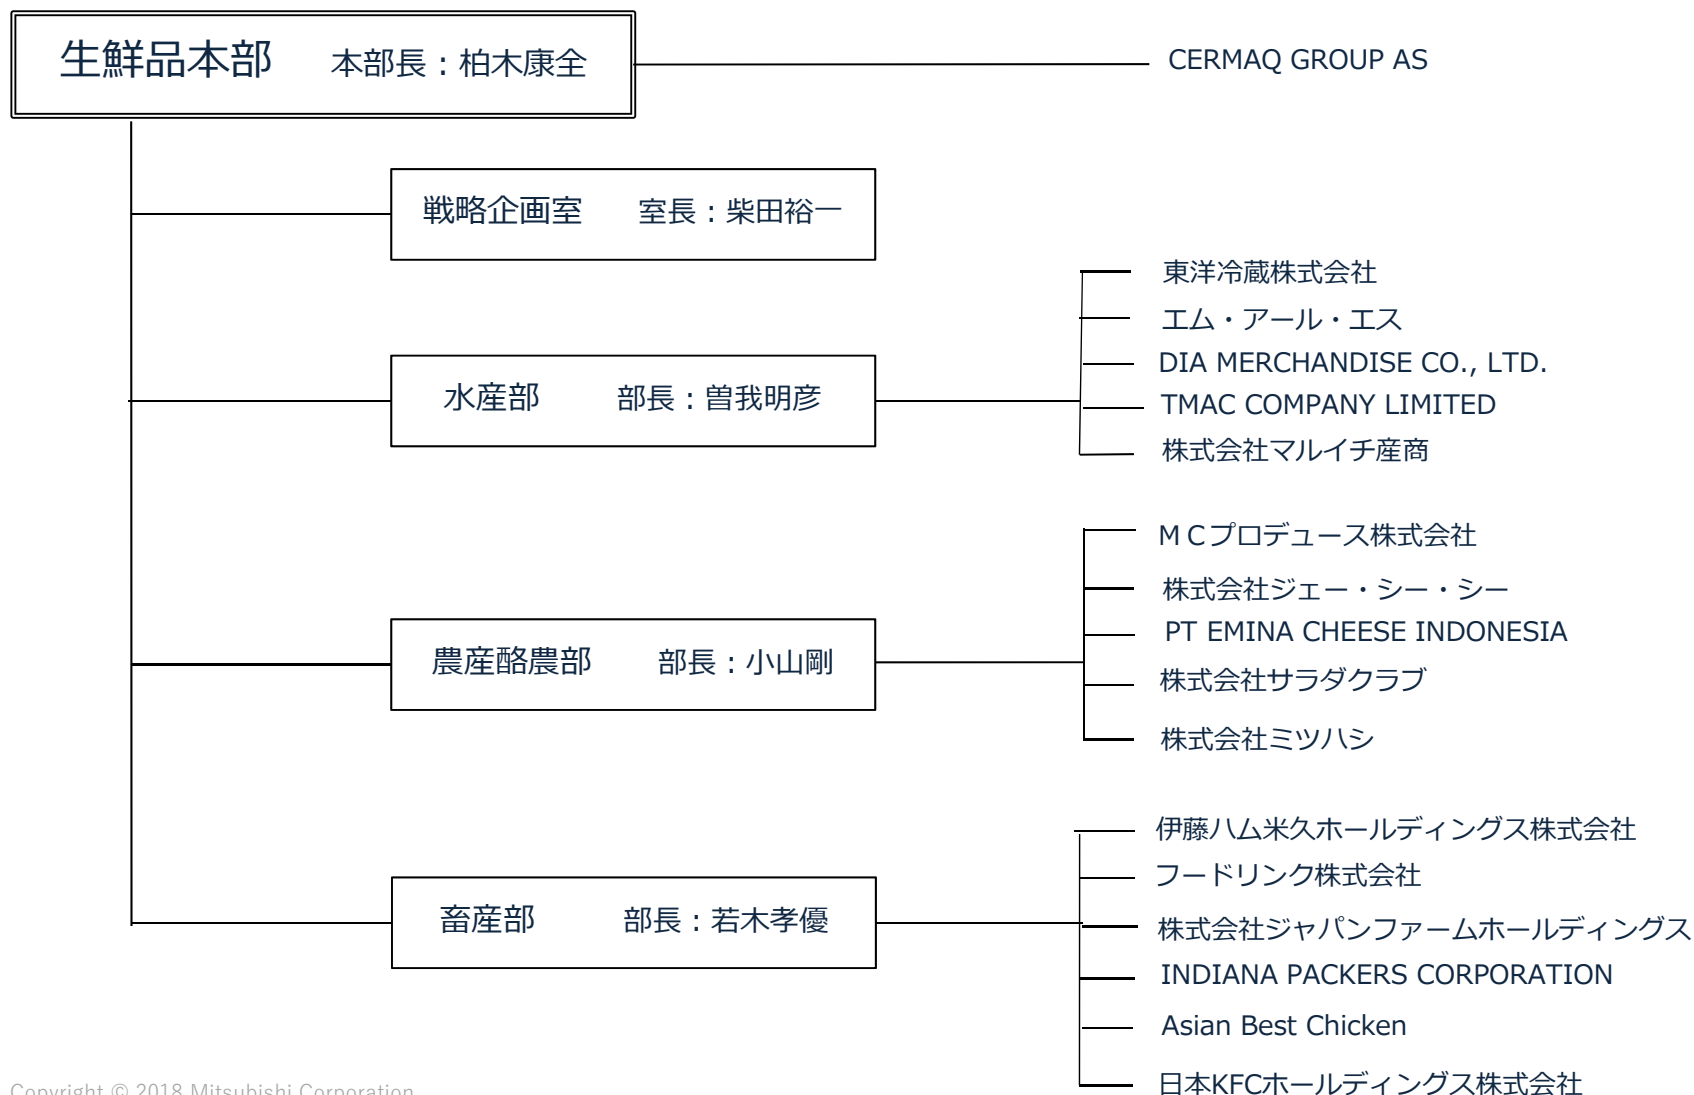 生鮮品本部 本部長：柏木康全
CERMAQ GROUP AS
戦略企画室 室長：柴田裕一
水産部 部長：曽我明彦
東洋冷蔵株式会社
エム・アール・エス
DIA MERCHANDISE CO., LTD.
TMAC COMPANY LIMITED
株式会社マルイチ産商
農産酪農部 部長：小山剛
ＭＣプロデュース株式会社
株式会社ジェー・シー・シー
PT EMINA CHEESE INDONESIA
株式会社サラダクラブ
株式会社ミツハシ
畜産部 部長：若木孝優
伊藤ハム米久ホールディングス株式会社
フードリンク株式会社
株式会社ジャパンファームホールディングス
INDIANA PACKERS CORPORATION
Asian Best Chicken
日本KFCホールディングス株式会社
Copyright © 2018 Mitsubishi Corporation